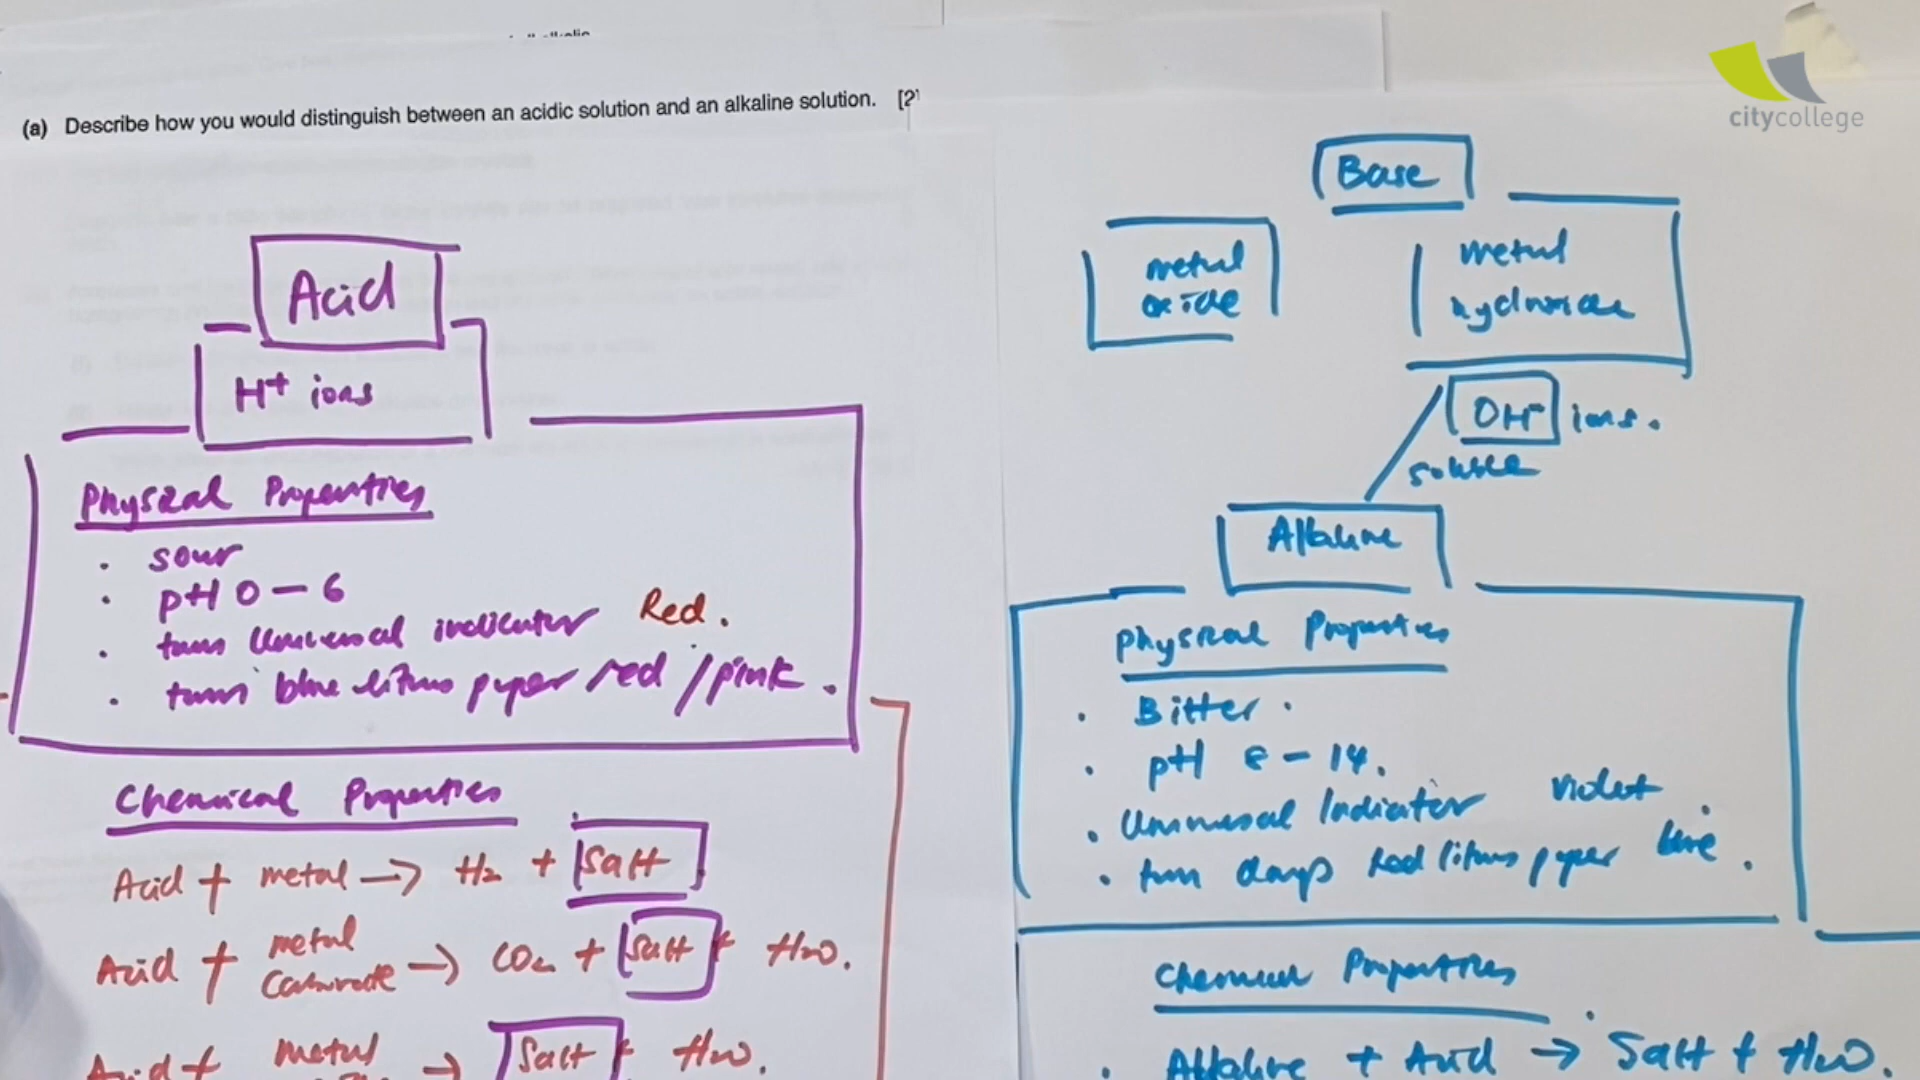 (a) Describe how you would distinguish between an acidic solution and an alkaline solution. [2]
Acid
H+ ions
Physical Properties
. sour
. pH 0 – 6
. turns Universal indicator Red.
. turns blue litmus paper red / pink.
Chemical Properties
Acid + metal → H2 + Salt
Acid + metal carbonate → CO2 + Salt + H2O.
Acid + metal → Salt + H2O.
citycollege
Base
metal oxide
metal hydroxide
OH- ions.
soluble
Alkaline
Physical Properties
. Bitter.
. pH 8 – 14.
. Universal Indicator violet
. turn damp Red litmus paper blue.
Chemical Properties
. Alkaline + Acid → Salt + H2O.